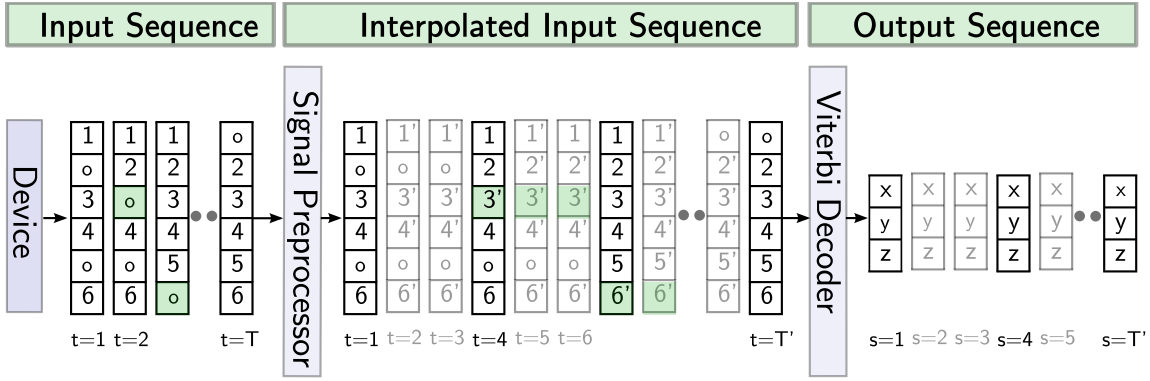 Input Sequence
Interpolated Input Sequence
Output Sequence
Device
1 1 1 o
o 2 2 2
3 o 3 3
4 4 4 4
o o 5 5
6 6 o 6
t=1 t=2 t=T
Signal Preprocessor
1 1' 1' 1 1' 1 1 1' o o
o o o 2 2' 2' 2 2' 2' 2
3 3' 3' 3' 3' 3' 3 3' 3' 3
4 4' 4' 4 4' 4' 4 4' 4' 4
o o o o o o 5 5' 5' 5
6 6' 6' 6 6' 6' 6' 6' 6' 6
t=1 t=2 t=3 t=4 t=5 t=6 t=T'
Viterbi Decoder
x x x x x x
y y y y y y
z z z z z z
s=1 s=2 s=3 s=4 s=5 s=T'